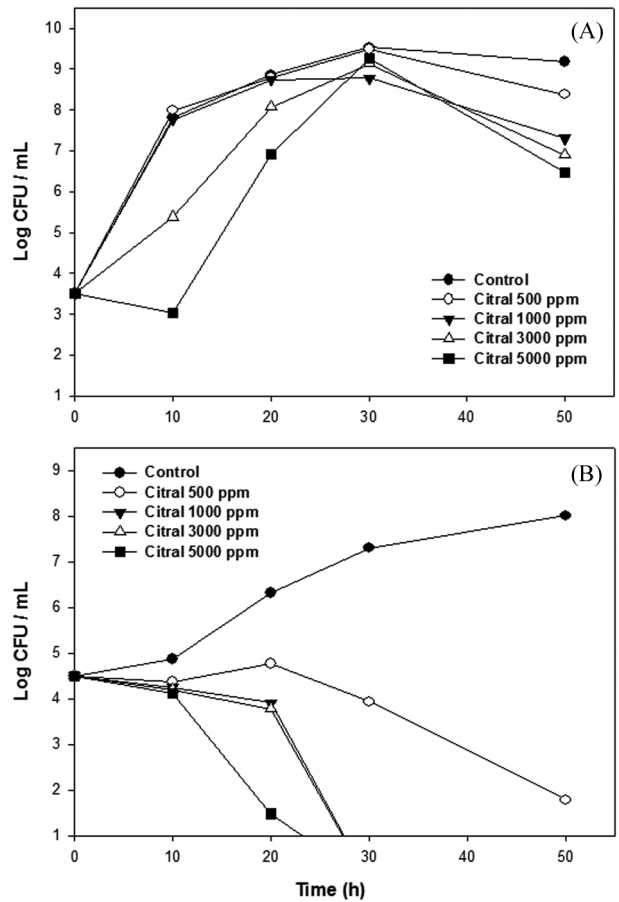 (A)
10
9
8
7
6
5
4
3
2
1
Log CFU / mL
Control
Citral 500 ppm
Citral 1000 ppm
Citral 3000 ppm
Citral 5000 ppm
0 10 20 30 40 50
(B)
9
8
7
6
5
4
3
2
1
Log CFU / mL
Control
Citral 500 ppm
Citral 1000 ppm
Citral 3000 ppm
Citral 5000 ppm
0 10 20 30 40 50
Time (h)